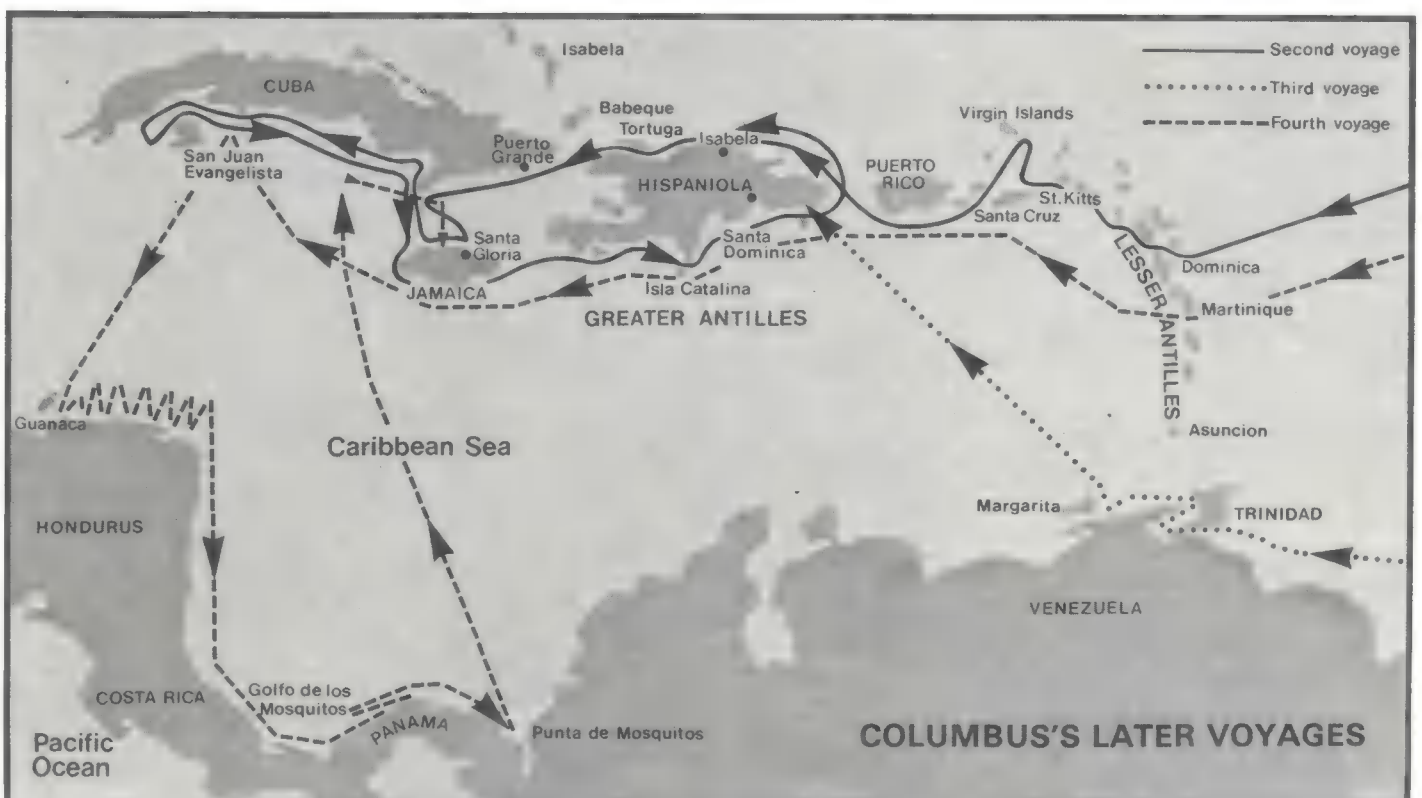 Isabela
Second voyage
Third voyage
Fourth voyage
CUBA
Babeque
Tortuga
Virgin Islands
Puerto
Grande
Isabela
San Juan
Evangelista
HISPANIOLA
PUERTO
RICO
St. Kitts
Santa Cruz
Santa
Gloria
Santa
Dominica
LESSER ANTILLES
Dominica
JAMAICA
Isla Catalina
Martinique
GREATER ANTILLES
Guanaca
Asuncion
Caribbean Sea
Margarita
TRINIDAD
HONDURUS
VENEZUELA
COSTA RICA
Golfo de los
Mosquitos
PANAMA
Punta de Mosquitos
COLUMBUS'S LATER VOYAGES
Pacific
Ocean